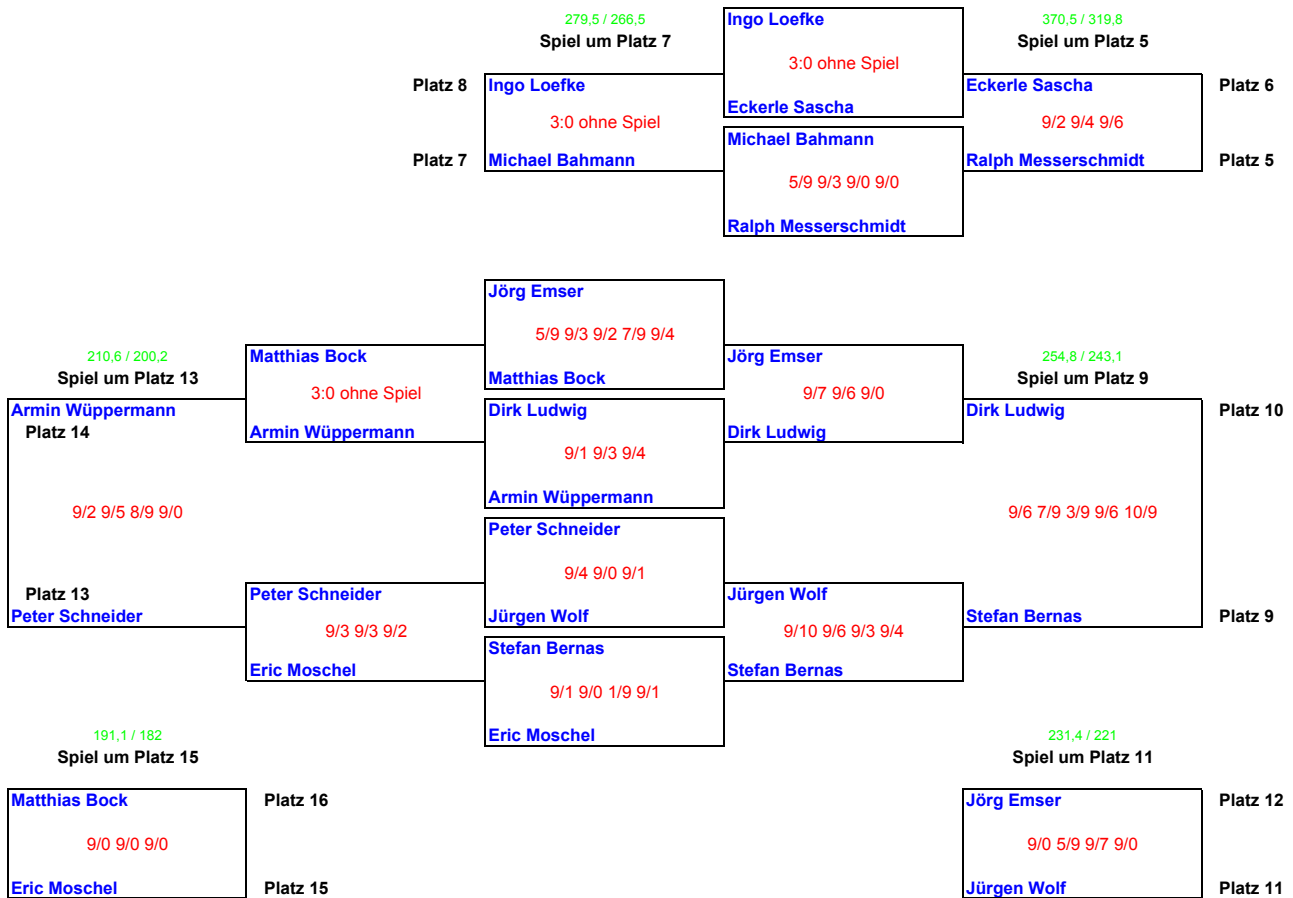 279,5 / 266,5 Ingo Loefke 370,5 / 319,8
Spiel um Platz 7 Spiel um Platz 5
3:0 ohne Spiel
Platz 8 Ingo Loefke Eckerle Sascha Platz 6
Eckerle Sascha
3:0 ohne Spiel 9/2 9/4 9/6
Michael Bahmann
Platz 7 Michael Bahmann Ralph Messerschmidt Platz 5
5/9 9/3 9/0 9/0
Ralph Messerschmidt
Jörg Emser
5/9 9/3 9/2 7/9 9/4
210,6 / 200,2 Matthias Bock Jörg Emser 254,8 / 243,1
Spiel um Platz 13 Matthias Bock Spiel um Platz 9
3:0 ohne Spiel 9/7 9/6 9/0
Armin Wüppermann Dirk Ludwig Dirk Ludwig Platz 10
Platz 14 Armin Wüppermann Dirk Ludwig
9/1 9/3 9/4
Armin Wüppermann
9/2 9/5 8/9 9/0 9/6 7/9 3/9 9/6 10/9
Peter Schneider
9/4 9/0 9/1
Platz 13 Peter Schneider Jürgen Wolf
Peter Schneider Jürgen Wolf Stefan Bernas Platz 9
9/3 9/3 9/2 9/10 9/6 9/3 9/4
Stefan Bernas
Eric Moschel Stefan Bernas
9/1 9/0 1/9 9/1
191,1 / 182 Eric Moschel 231,4 / 221
Spiel um Platz 15 Spiel um Platz 11
Matthias Bock Platz 16 Jörg Emser Platz 12
9/0 9/0 9/0 9/0 5/9 9/7 9/0
Eric Moschel Platz 15 Jürgen Wolf Platz 11